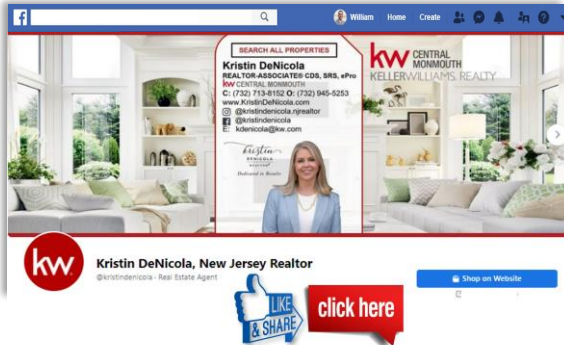 f
William Home Create
SEARCH ALL PROPERTIES
Kristin DeNicola
REALTOR-ASSOCIATE® CDS, SRS, ePro
kw CENTRAL MONMOUTH
C: (732) 713-8152 O: (732) 945-5253
www.KristinDeNicola.com
@kristindenicola.njrealtor
@kristindenicola
E: kdenicola@kw.com
kristin
DENICOLA
Dedicated to Results
kw CENTRAL
MONMOUTH
KELLERWILLIAMS. REALTY
kw
Kristin DeNicola, New Jersey Realtor
@kristindenicola · Real Estate Agent
Shop on Website
LIKE
& SHARE
click here